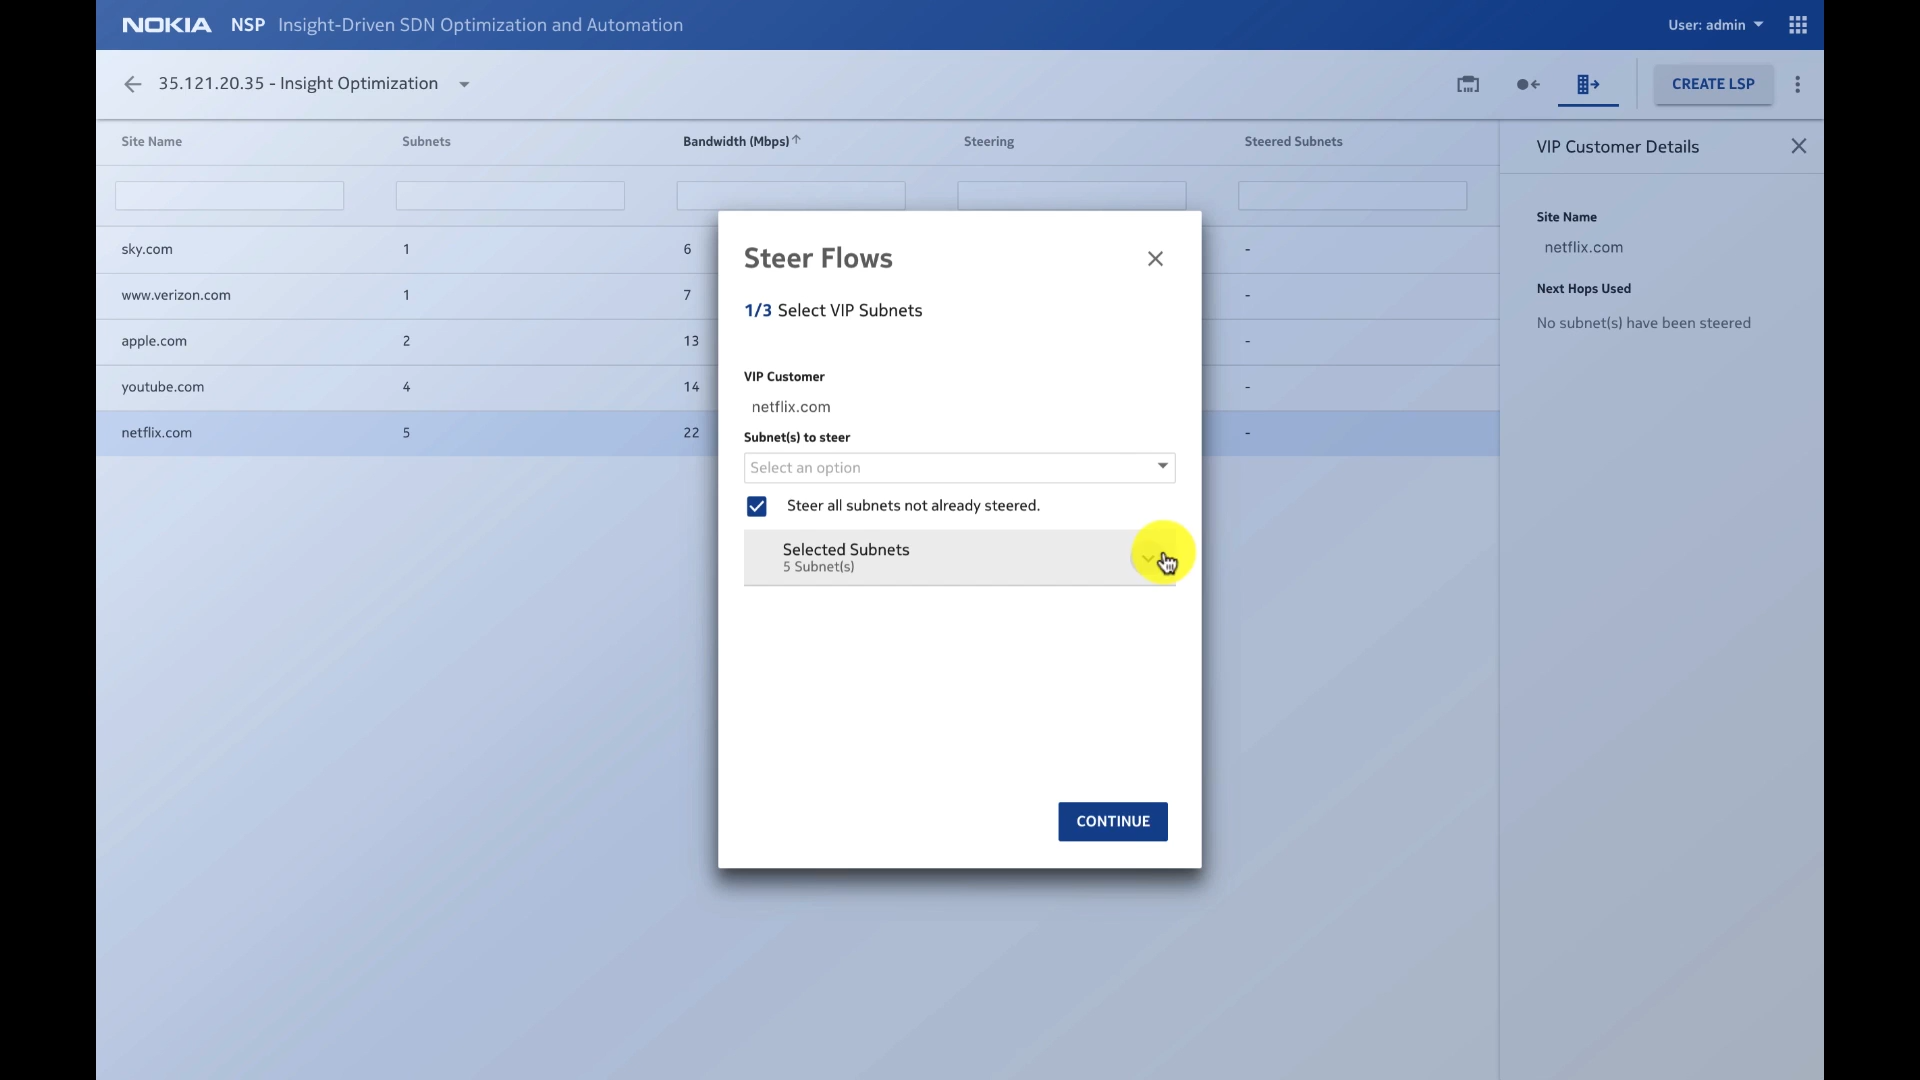 NOKIA NSP Insight-Driven SDN Optimization and Automation User: admin
35.121.20.35 - Insight Optimization CREATE LSP
Site Name Subnets Bandwidth (Mbps) Steering Steered Subnets
sky.com 1 6 -
www.verizon.com 1 7 -
apple.com 2 13 -
youtube.com 4 14 -
netflix.com 5 22 -
Steer Flows
1/3 Select VIP Subnets
VIP Customer
netflix.com
Subnet(s) to steer
Select an option
Steer all subnets not already steered.
Selected Subnets
5 Subnet(s)
CONTINUE
VIP Customer Details
Site Name
netflix.com
Next Hops Used
No subnet(s) have been steered